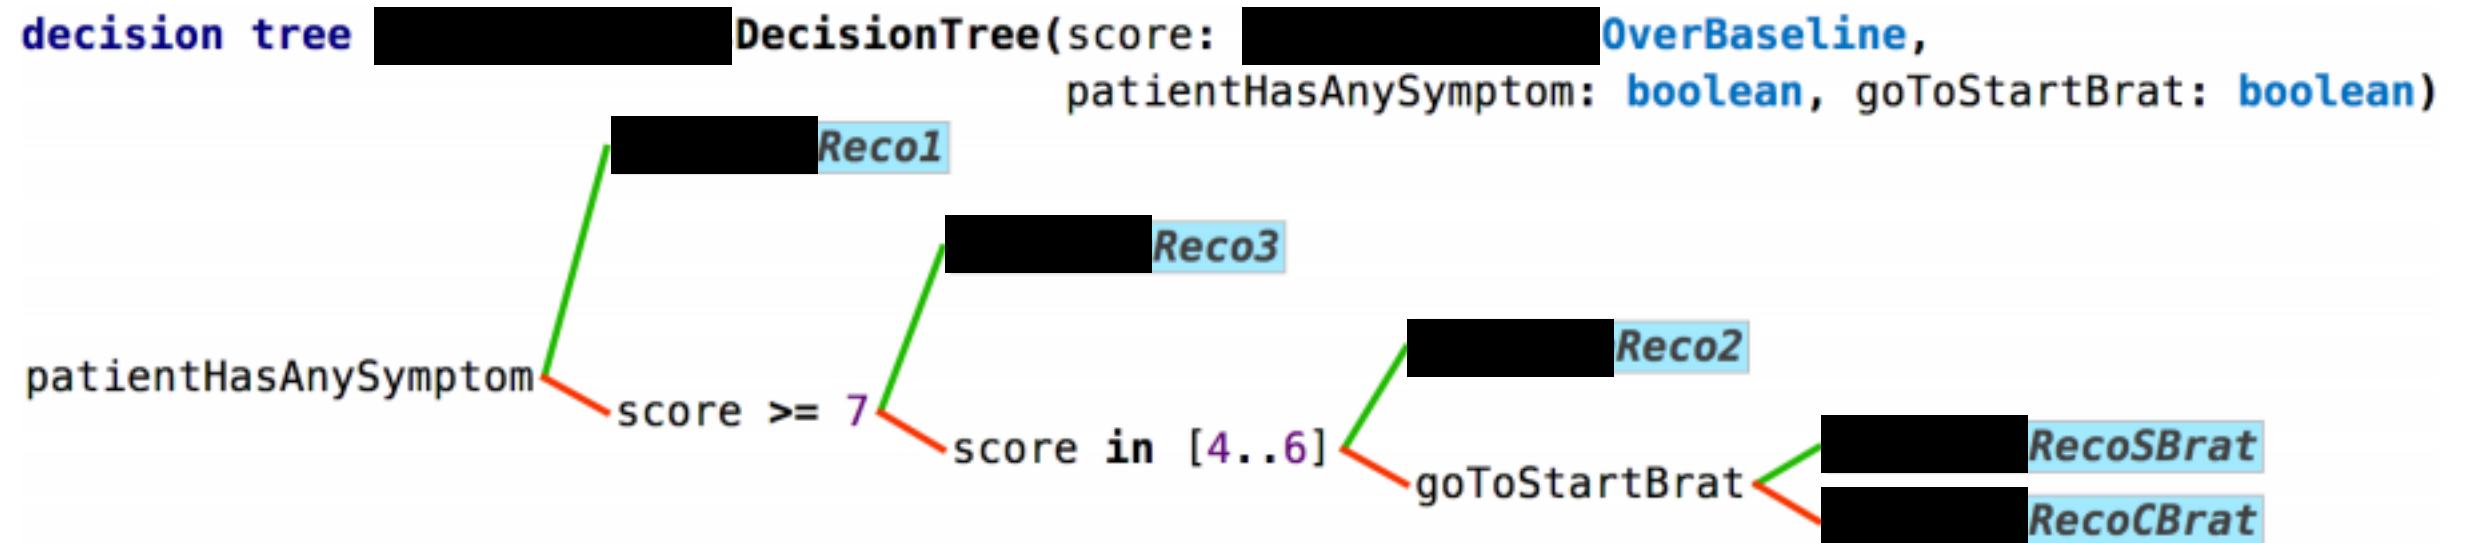 decision tree DecisionTree(score: OverBaseline,
patientHasAnySymptom: boolean, goToStartBrat: boolean)
Reco1
Reco3
Reco2
patientHasAnySymptom
score >= 7
score in [4..6]
RecoSBrat
goToStartBrat
RecoCBrat